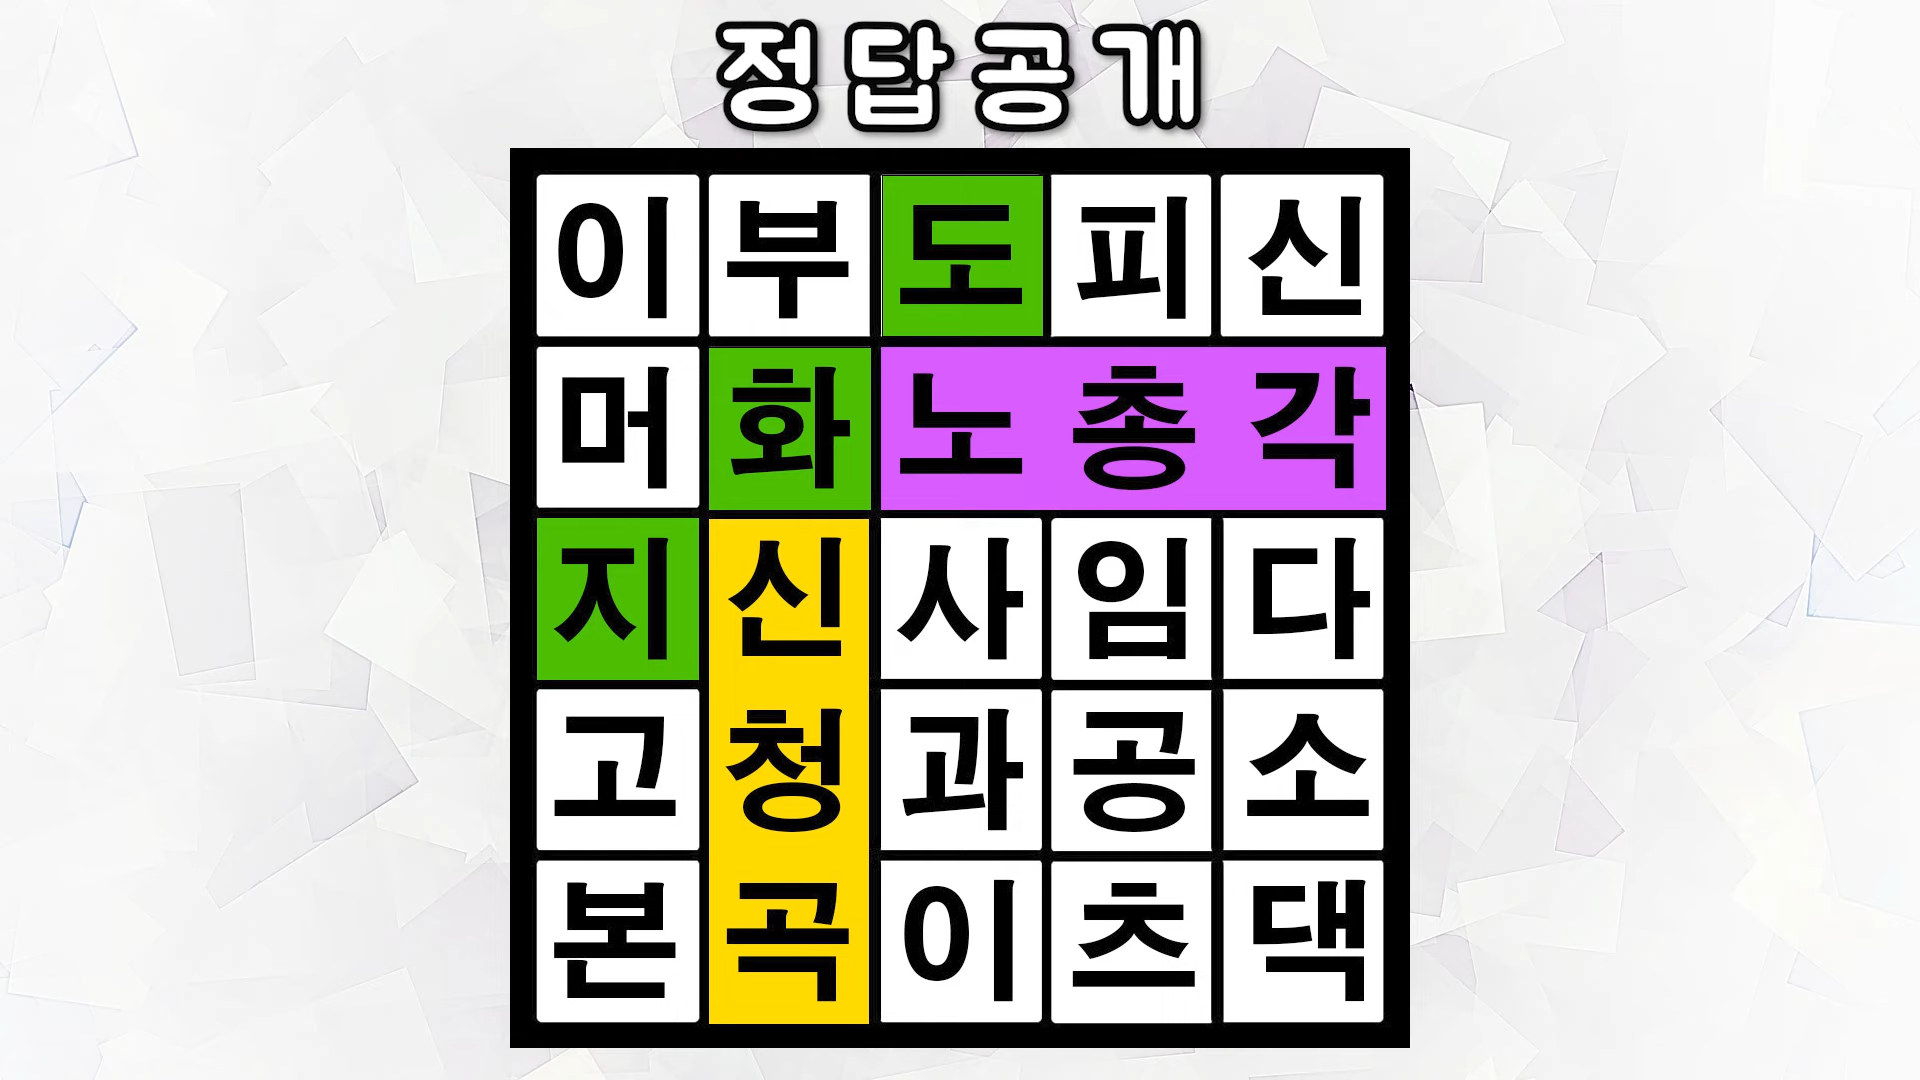 정답공개
이 부 도 피 신
머 화 노 총 각
지 신 사 임 다
고 청 과 공 소
본 곡 이 츠 댁